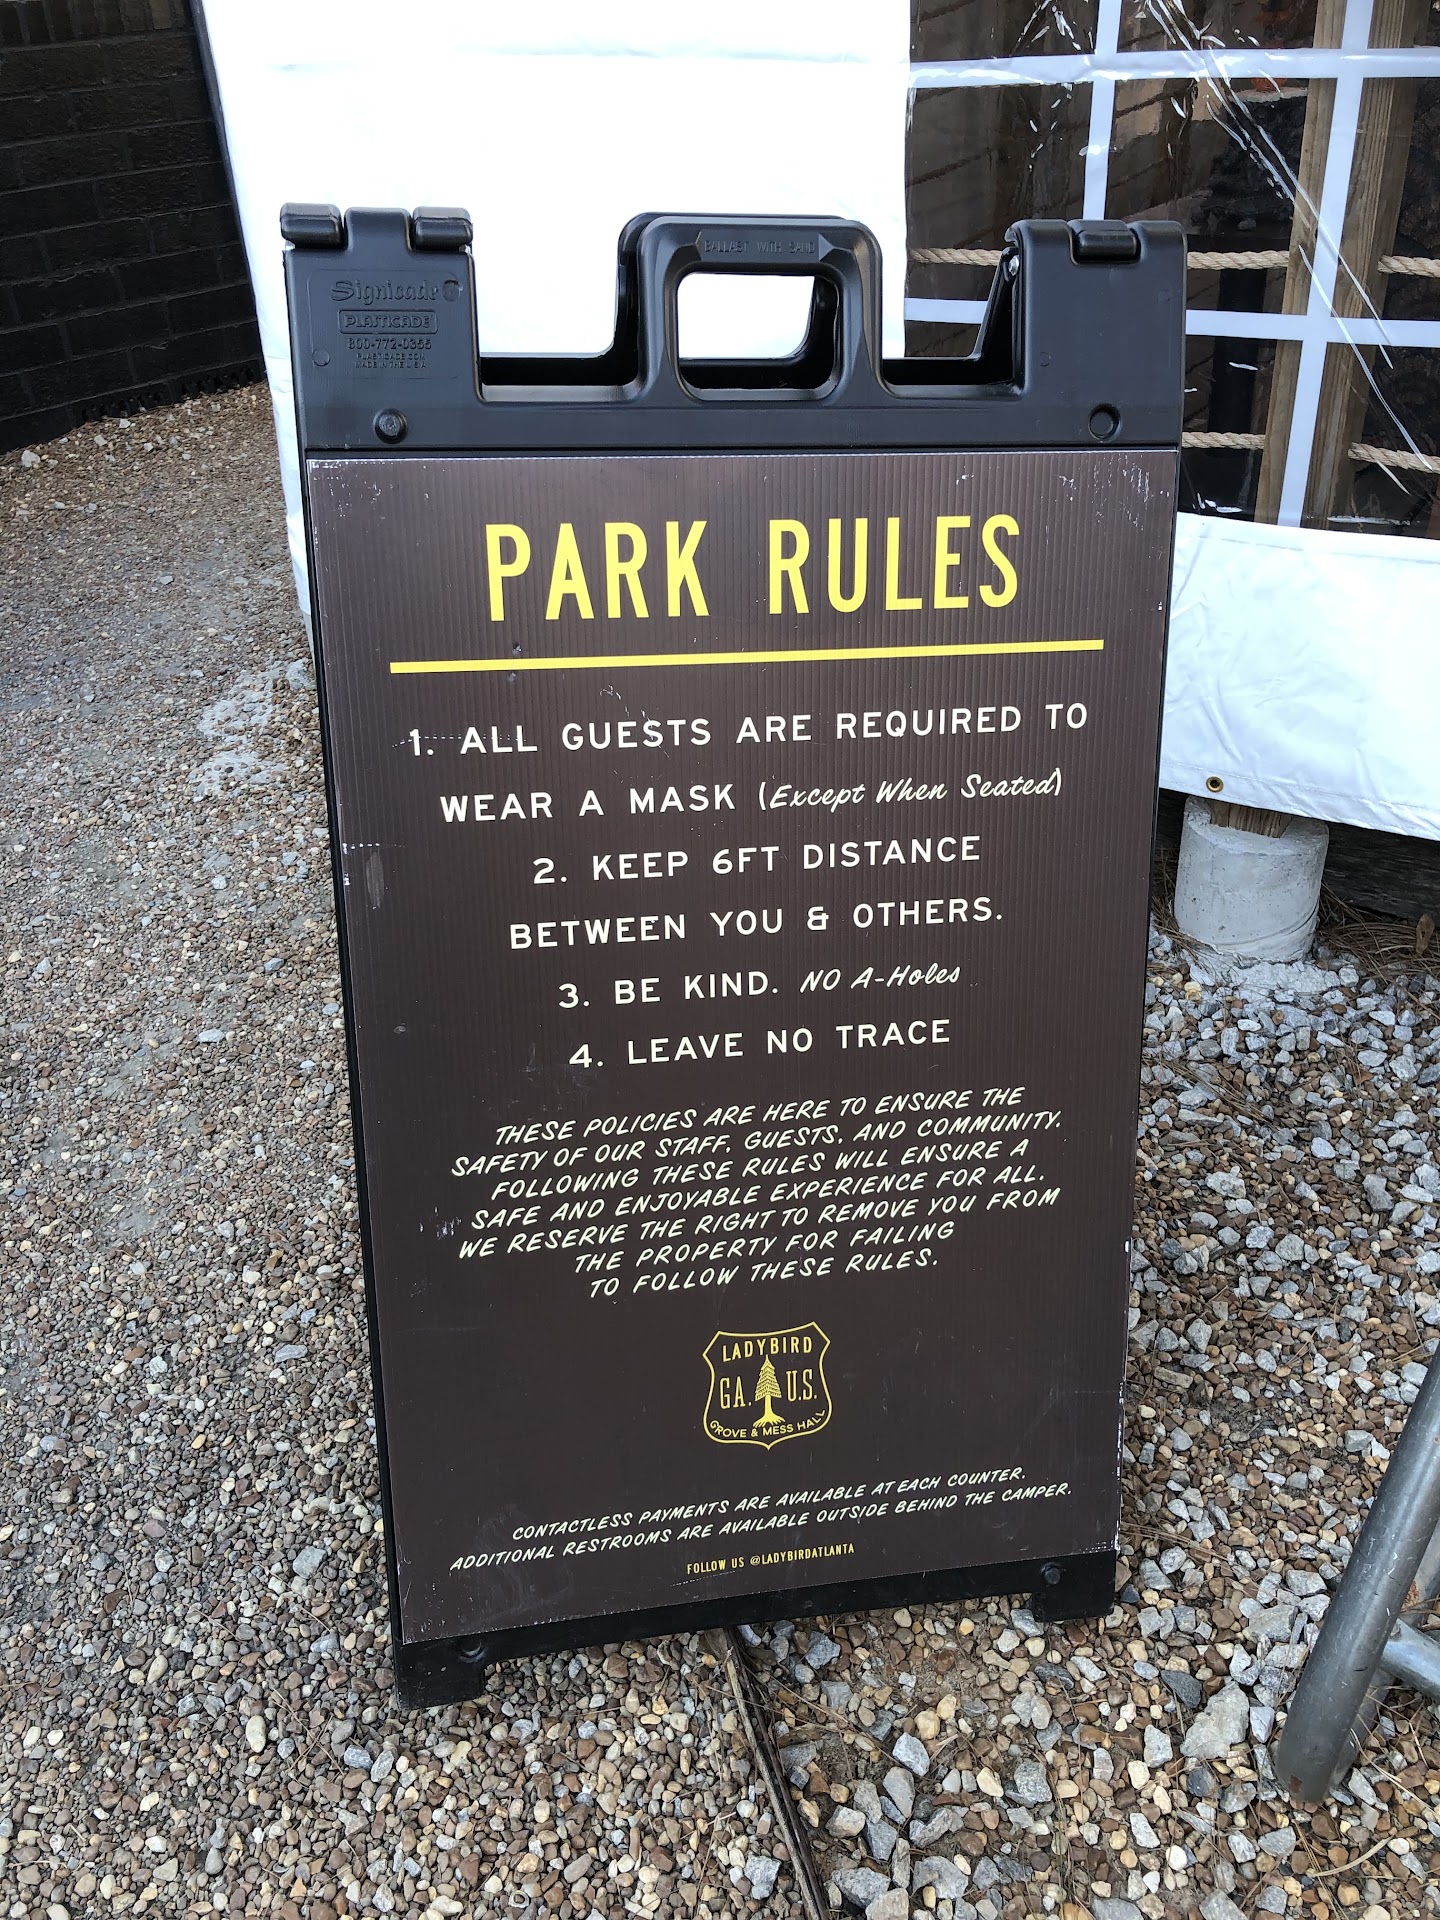 BALLAST WITH SAND
Signicade
PLASTICADE
800-772-0355
PLASTICADE.COM
MADE IN THE U.S.A
PARK RULES
1. ALL GUESTS ARE REQUIRED TO
WEAR A MASK (Except When Seated)
2. KEEP 6FT DISTANCE
BETWEEN YOU & OTHERS.
3. BE KIND. NO A-Holes
4. LEAVE NO TRACE
THESE POLICIES ARE HERE TO ENSURE THE
SAFETY OF OUR STAFF, GUESTS, AND COMMUNITY.
FOLLOWING THESE RULES WILL ENSURE A
SAFE AND ENJOYABLE EXPERIENCE FOR ALL.
WE RESERVE THE RIGHT TO REMOVE YOU FROM
THE PROPERTY FOR FAILING
TO FOLLOW THESE RULES.
LADYBIRD
GA. U.S.
GROVE & MESS HALL
CONTACTLESS PAYMENTS ARE AVAILABLE AT EACH COUNTER.
ADDITIONAL RESTROOMS ARE AVAILABLE OUTSIDE BEHIND THE CAMPER.
FOLLOW US @LADYBIRDATLANTA